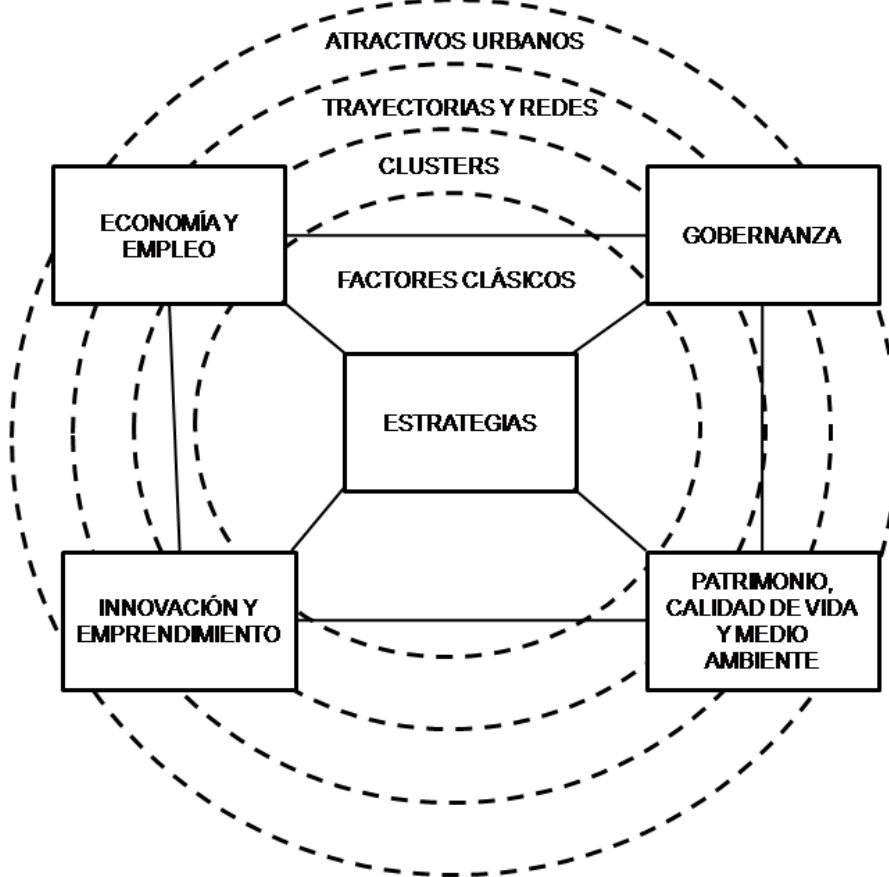 ATRACTIVOS URBANOS
TRAYECTORIAS Y REDES
CLUSTERS
ECONOMÍA Y
EMPLEO
GOBERNANZA
FACTORES CLÁSICOS
ESTRATEGIAS
INNOVACIÓN Y
EMPRENDIMIENTO
PATRIMONIO,
CALIDAD DE VIDA
Y MEDIO
AMBIENTE